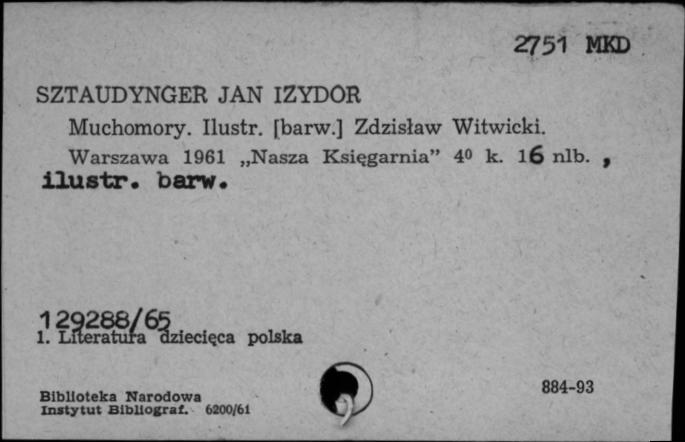 2751 MKD
SZTAUDYNGER JAN IZYDOR
Muchomory. Ilustr. [barw.] Zdzisław Witwicki.
Warszawa 1961 „Nasza Księgarnia” 4⁰ k. 16 nlb. ,
ilustr. barw.
129288/65
1. Literatura dziecięca polska
884-93
Biblioteka Narodowa
Instytut Bibliograf. 6200/61